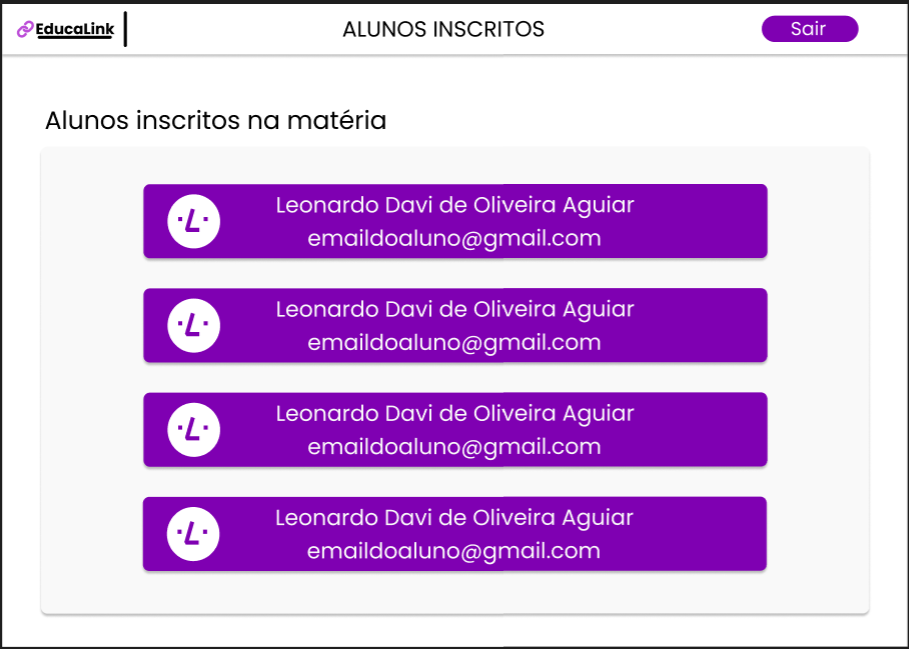 EducaLink
ALUNOS INSCRITOS
Sair
Alunos inscritos na matéria
·L·
Leonardo Davi de Oliveira Aguiar
emaildoaluno@gmail.com
·L·
Leonardo Davi de Oliveira Aguiar
emaildoaluno@gmail.com
·L·
Leonardo Davi de Oliveira Aguiar
emaildoaluno@gmail.com
·L·
Leonardo Davi de Oliveira Aguiar
emaildoaluno@gmail.com